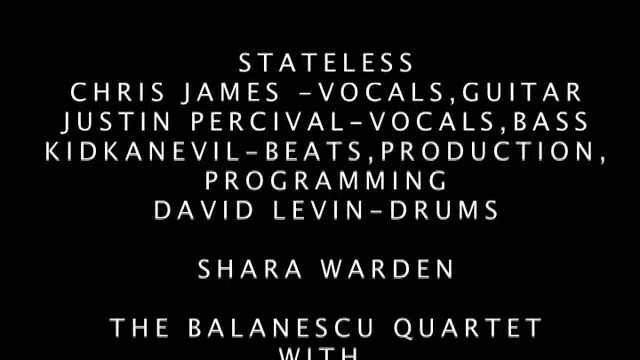 STATELESS
CHRIS JAMES -VOCALS,GUITAR
JUSTIN PERCIVAL-VOCALS,BASS
KIDKANEVIL-BEATS,PRODUCTION,
PROGRAMMING
DAVID LEVIN-DRUMS
SHARA WARDEN
THE BALANESCU QUARTET
WITH